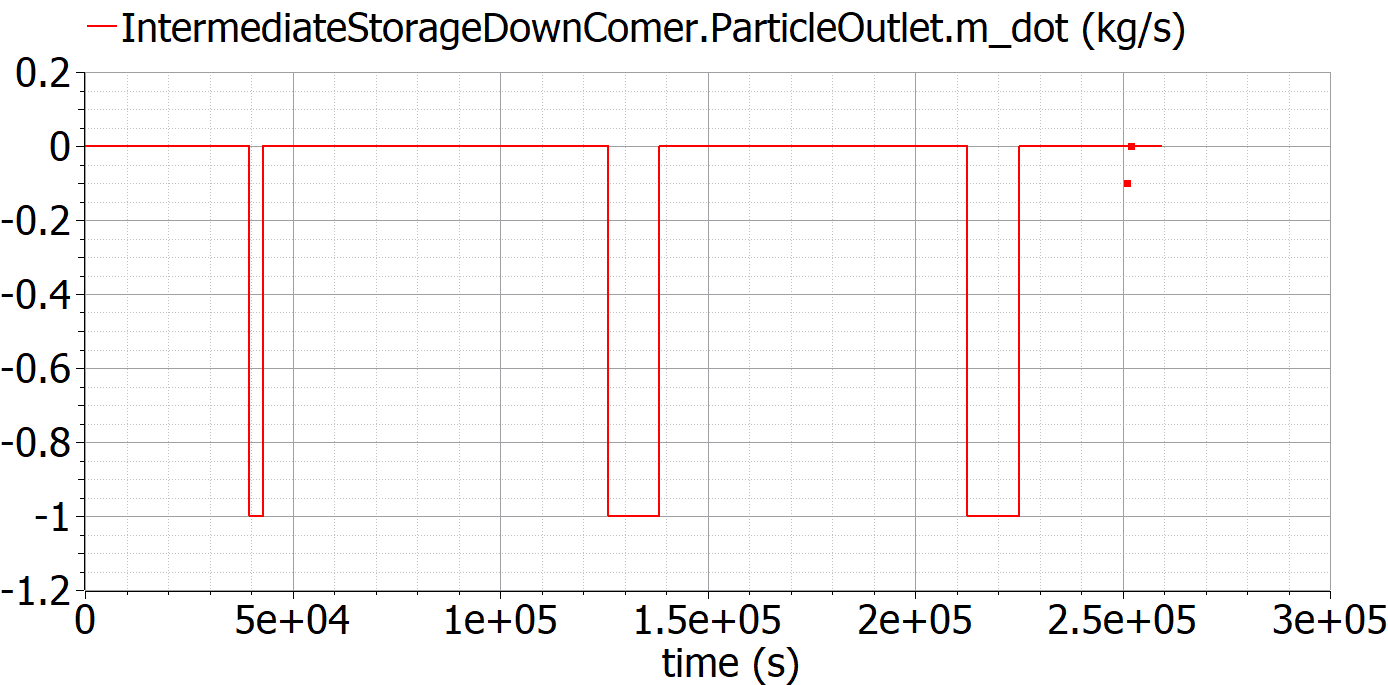 IntermediateStorageDownComer.ParticleOutlet.m_dot (kg/s)
0.2
0
-0.2
-0.4
-0.6
-0.8
-1
-1.2
0 5e+04 1e+05 1.5e+05 2e+05 2.5e+05 3e+05
time (s)